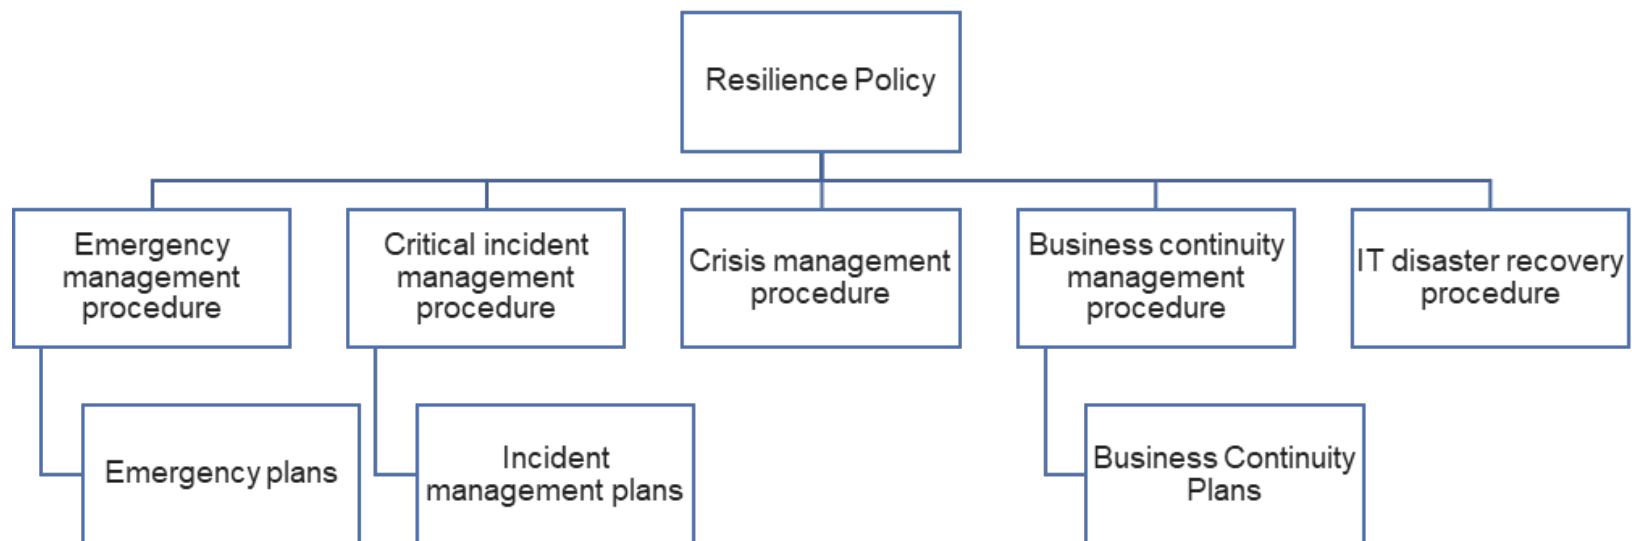 Resilience Policy
Emergency
management
procedure
Critical incident
management
procedure
Crisis management
procedure
Business continuity
management
procedure
IT disaster recovery
procedure
Emergency plans
Incident
management plans
Business Continuity
Plans